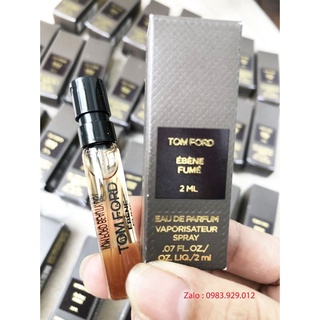 TOM FORD
ÉBÈNE
FUMÉ
2 ML
EAU DE PARFUM
VAPORISATEUR
SPRAY
.07 FL.OZ./
OZ. LIQ./2 ml
TOM FORD
ÉBÈNE
Zalo : 0983.929.012